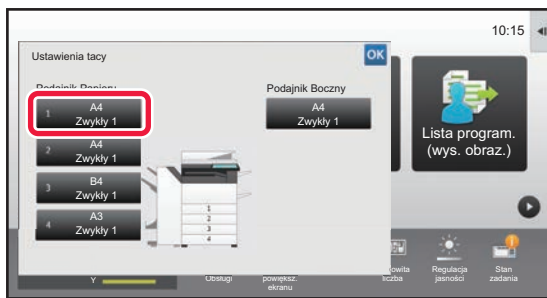 10:15
Ustawienia tacy
OK
Podajnik Papieru
Podajnik Boczny
1 A4
Zwykły 1
A4
Zwykły 1
2 A4
Zwykły 1
3 B4
Zwykły 1
4 A3
Zwykły 1
1
2
3
4
Lista program.
(wys. obraz.)
Y
Obsługi
powiększ.
ekranu
liczba
Regulacja
jasności
Stan
zadania